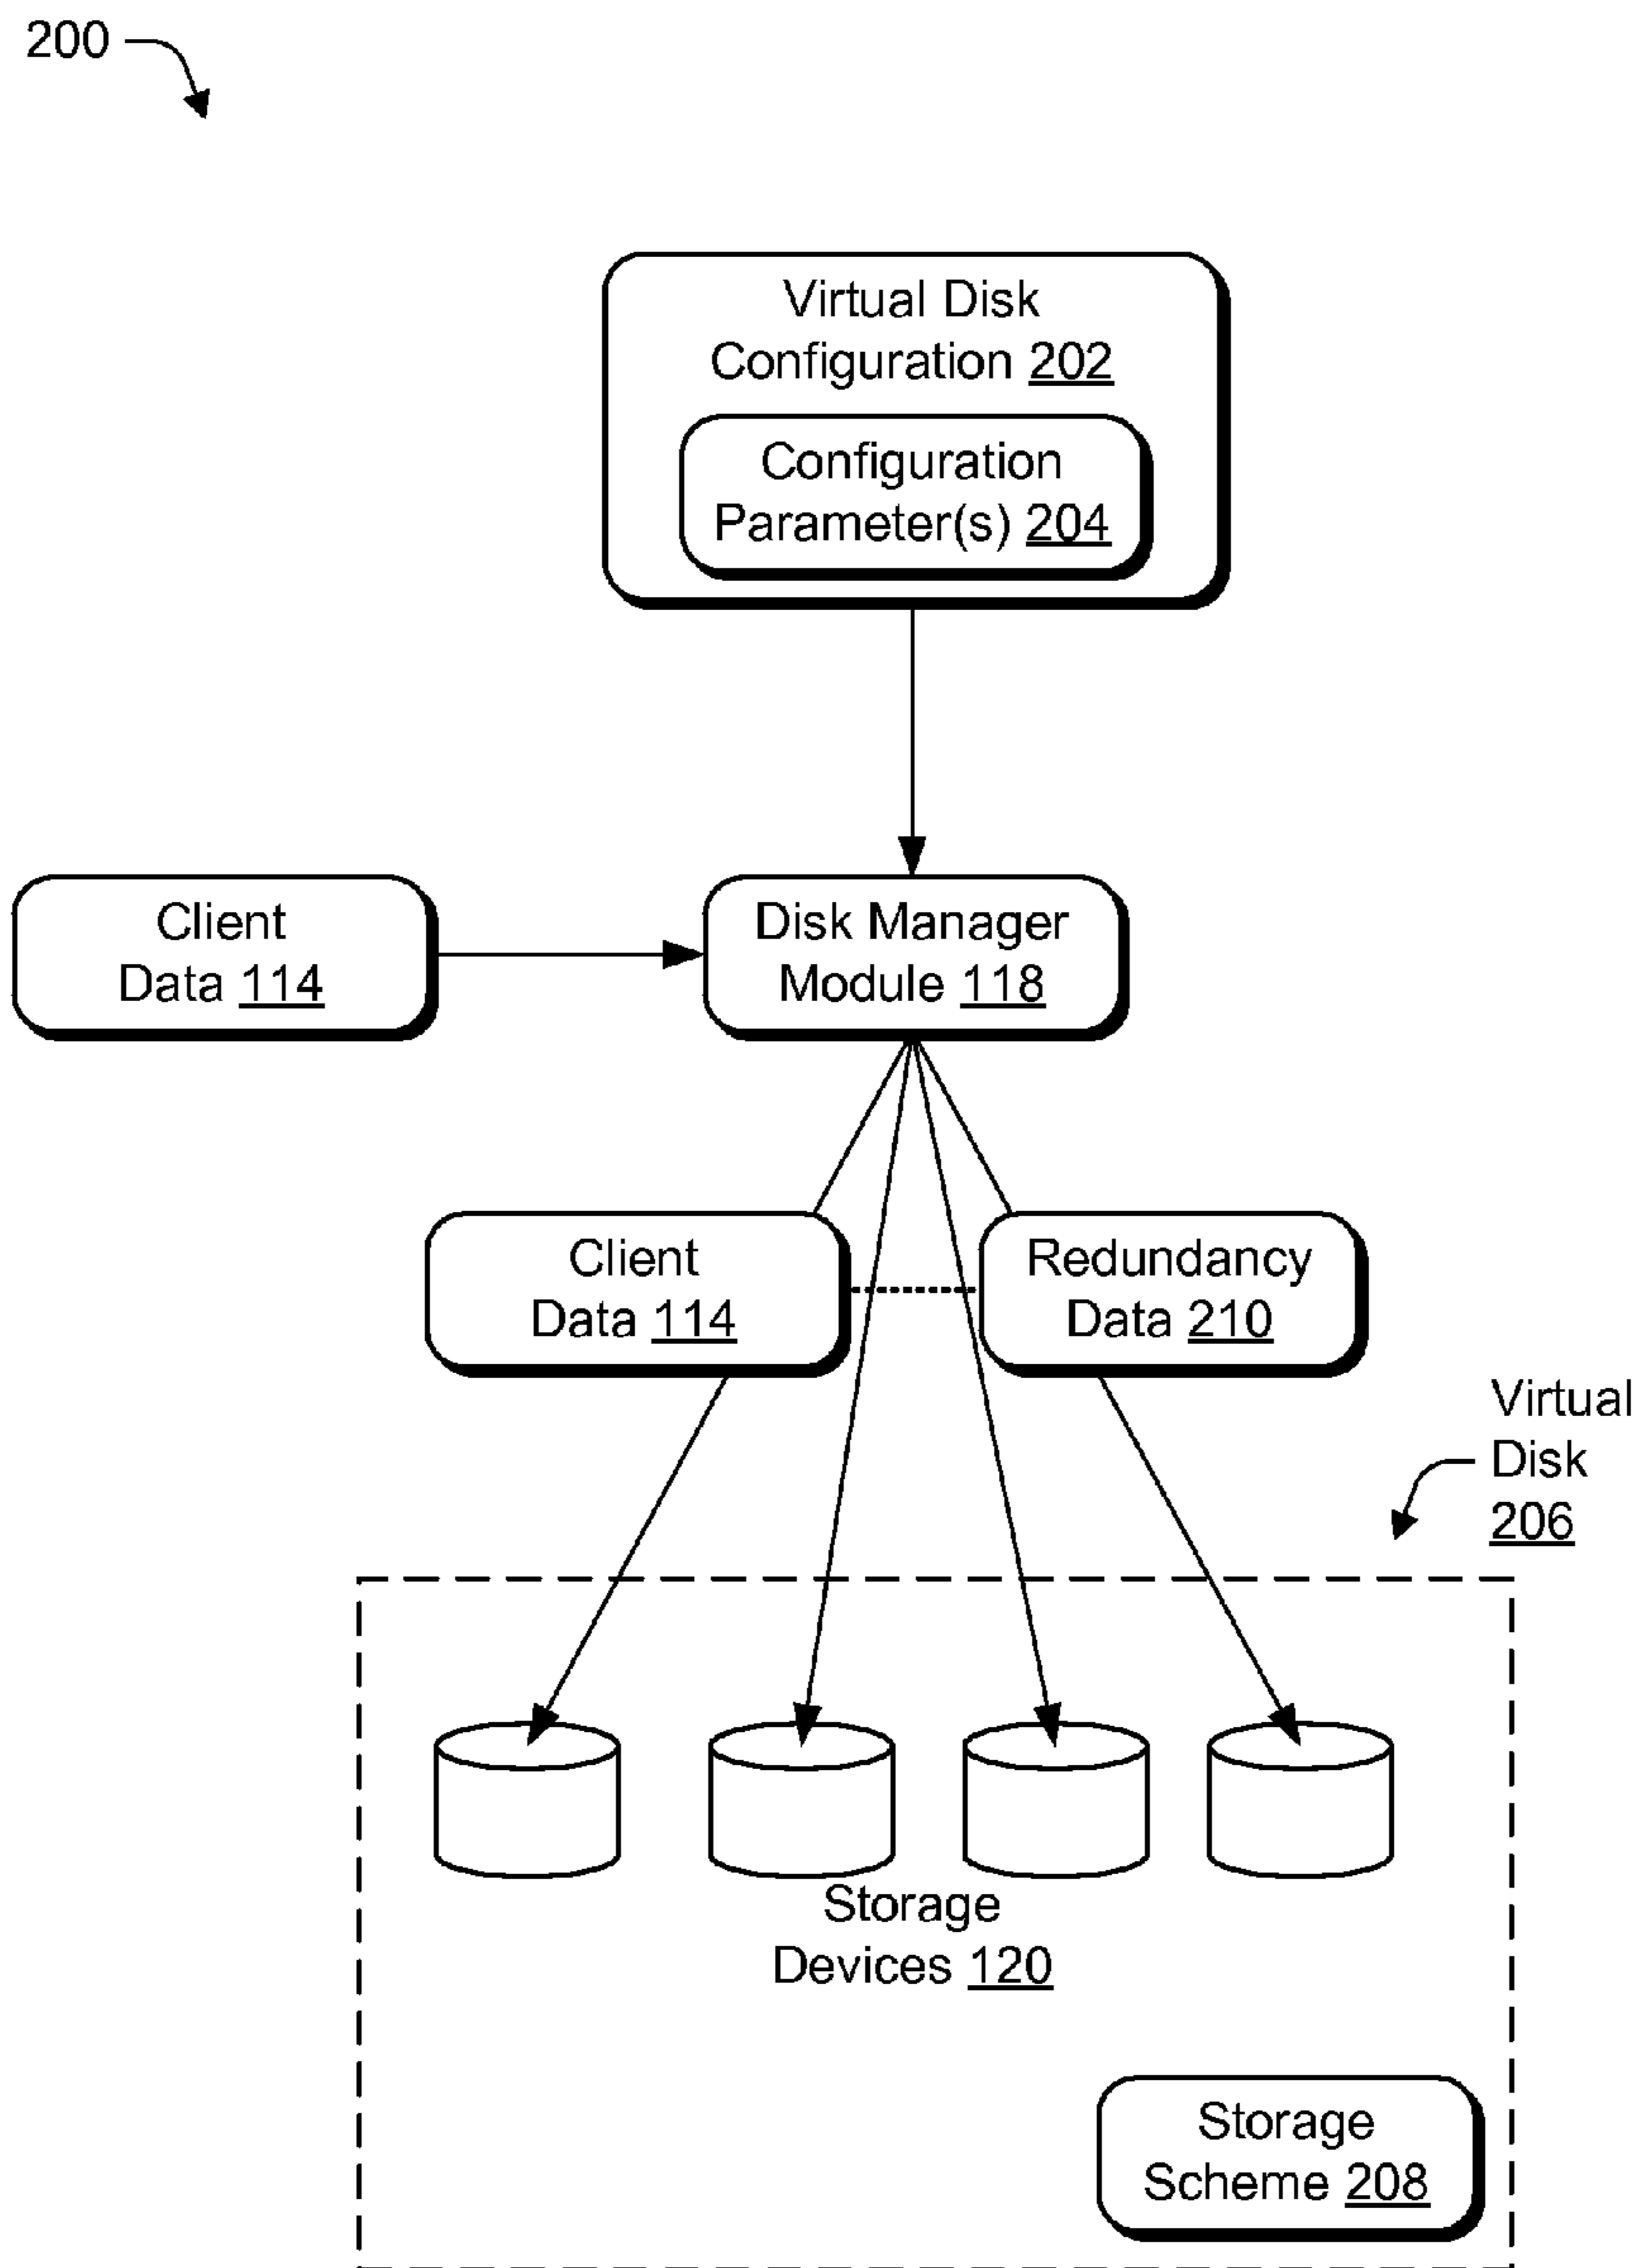 200
Virtual Disk
Configuration 202
Configuration
Parameter(s) 204
Client
Data 114
Disk Manager
Module 118
Client
Data 114
Redundancy
Data 210
Virtual
Disk
206
Storage
Devices 120
Storage
Scheme 208